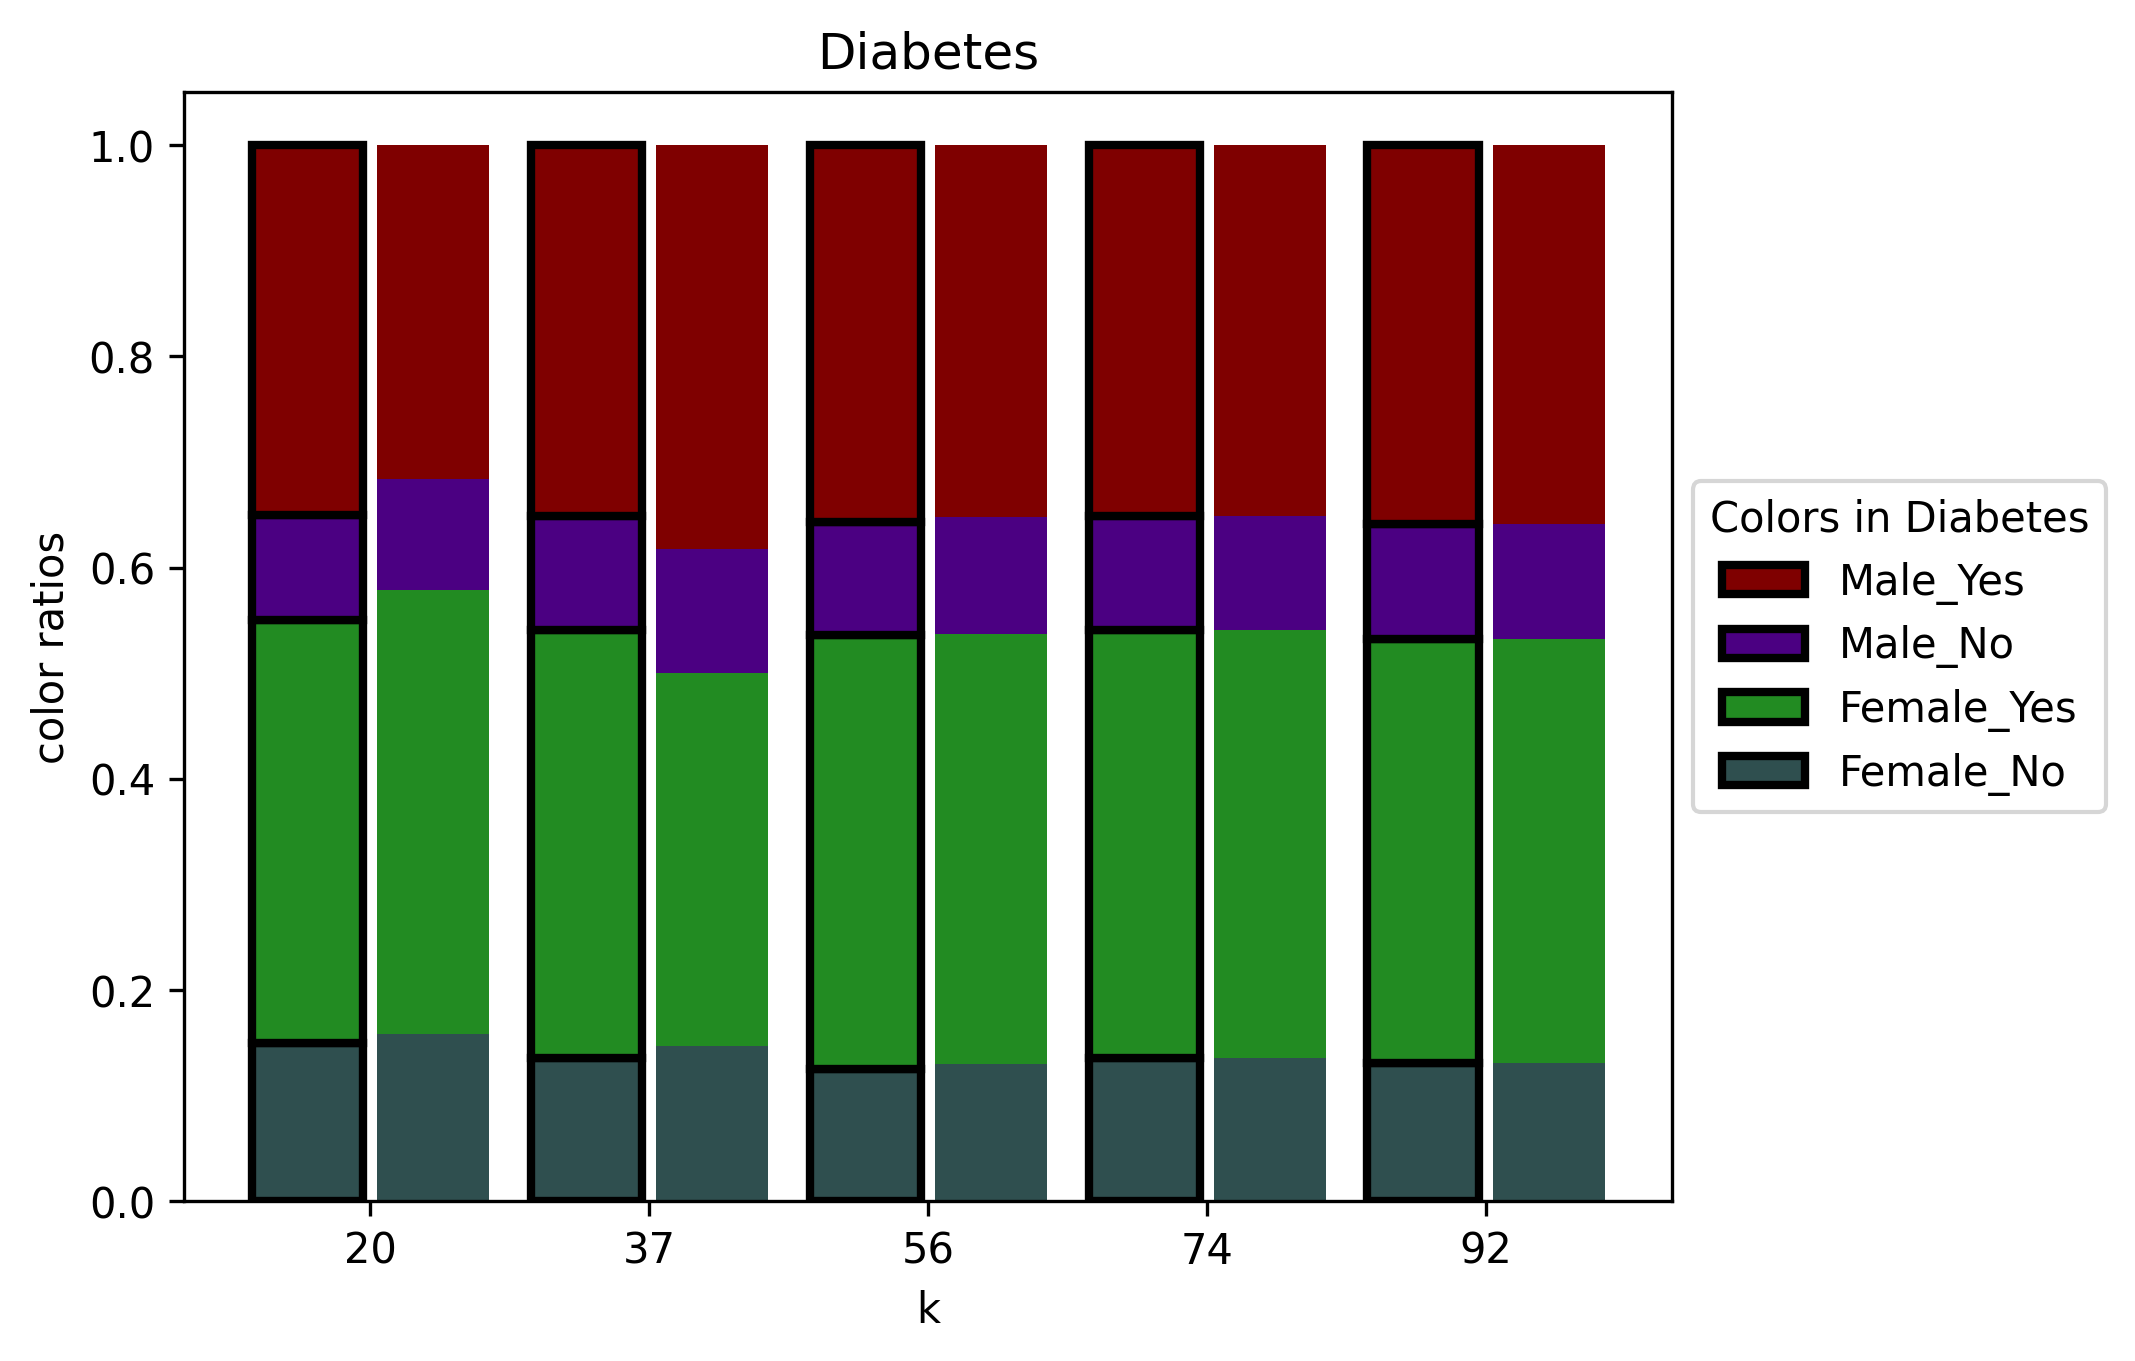 Diabetes
1.0
0.8
0.6
0.4
0.2
0.0
color ratios
20
37
56
74
92
k
Colors in Diabetes
Male_Yes
Male_No
Female_Yes
Female_No